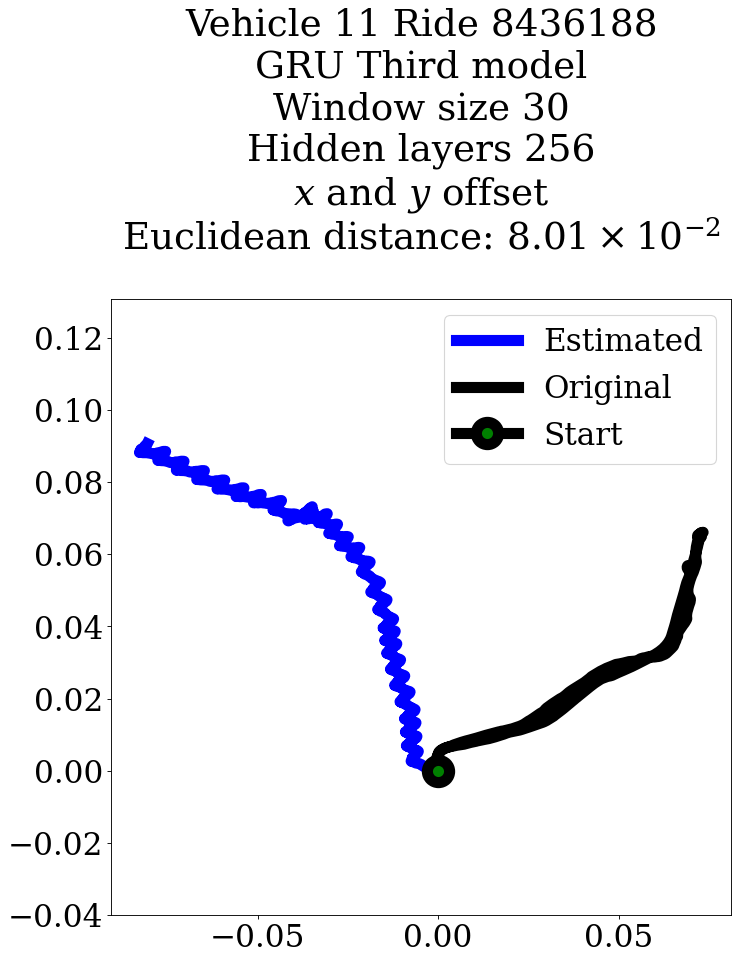 Vehicle 11 Ride 8436188
GRU Third model
Window size 30
Hidden layers 256
x and y offset
Euclidean distance: 8.01 × 10⁻²
Estimated
Original
Start
0.12
0.10
0.08
0.06
0.04
0.02
0.00
−0.02
−0.04
−0.05 0.00 0.05